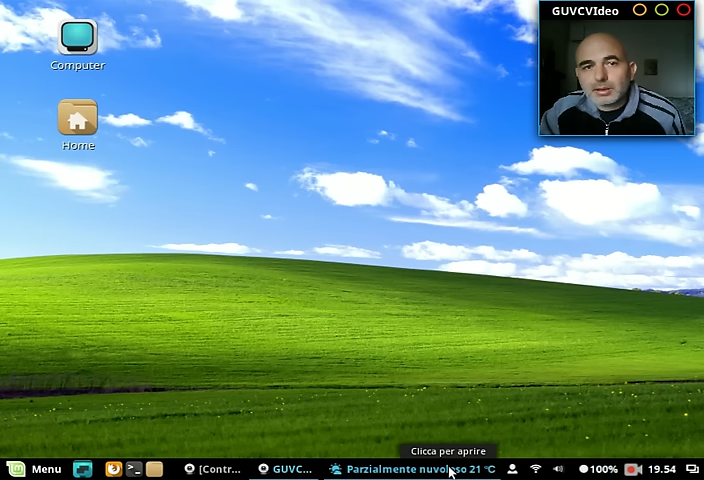 GUVCVIdeo
Computer
Home
Clicca per aprire
Menu [Contr... GUVC... Parzialmente nuvoloso 21 °C 100% 19.54